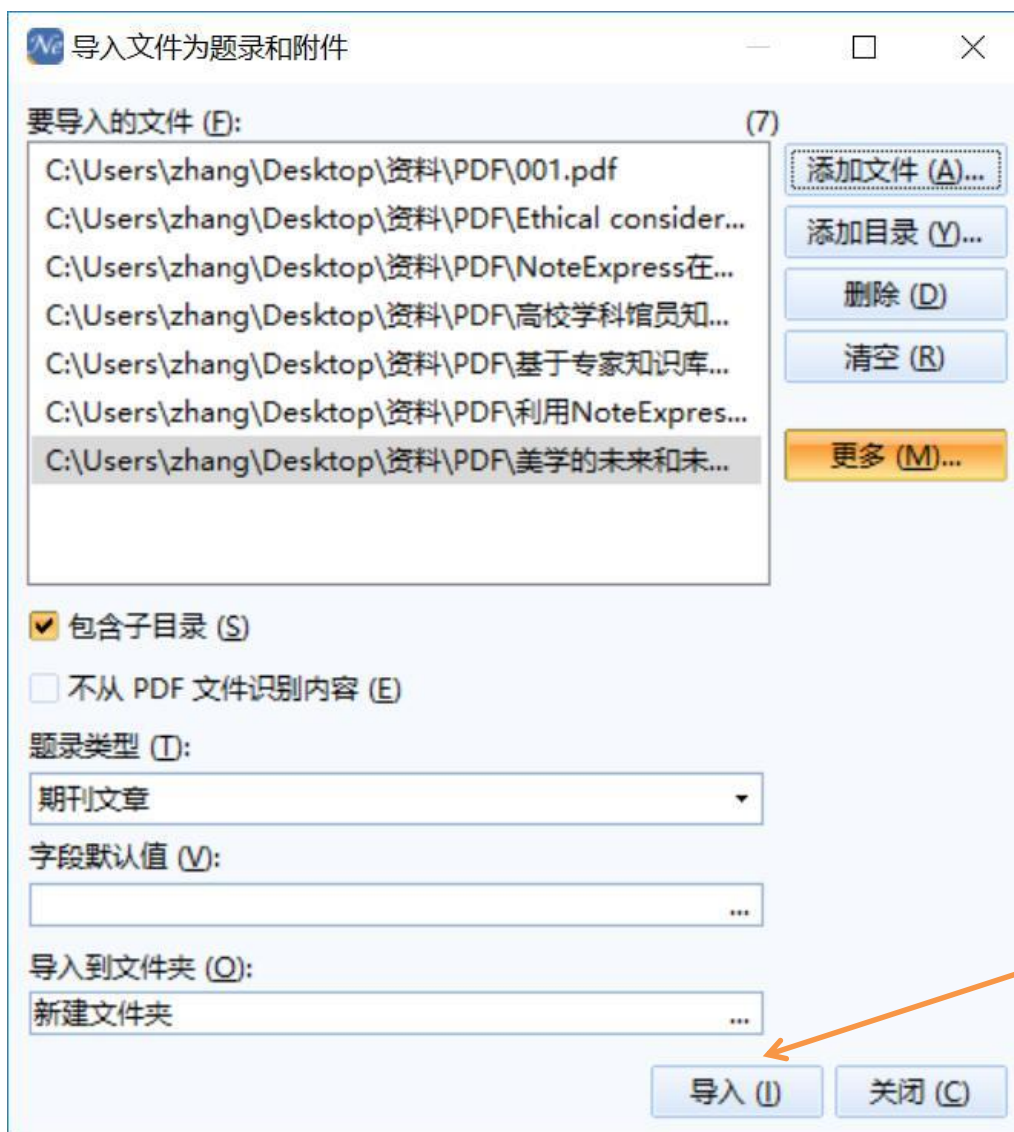 Ne 导入文件为题录和附件
要导入的文件 (F): (7)
C:\Users\zhang\Desktop\资料\PDF\001.pdf
C:\Users\zhang\Desktop\资料\PDF\Ethical consider...
C:\Users\zhang\Desktop\资料\PDF\NoteExpress在...
C:\Users\zhang\Desktop\资料\PDF\高校学科馆员知...
C:\Users\zhang\Desktop\资料\PDF\基于专家知识库...
C:\Users\zhang\Desktop\资料\PDF\利用NoteExpres...
C:\Users\zhang\Desktop\资料\PDF\美学的未来和未...
添加文件 (A)...
添加目录 (Y)...
删除 (D)
清空 (R)
更多 (M)...
包含子目录 (S)
不从 PDF 文件识别内容 (E)
题录类型 (T):
期刊文章
字段默认值 (V):
...
导入到文件夹 (O):
新建文件夹 ...
导入 (I) 关闭 (C)